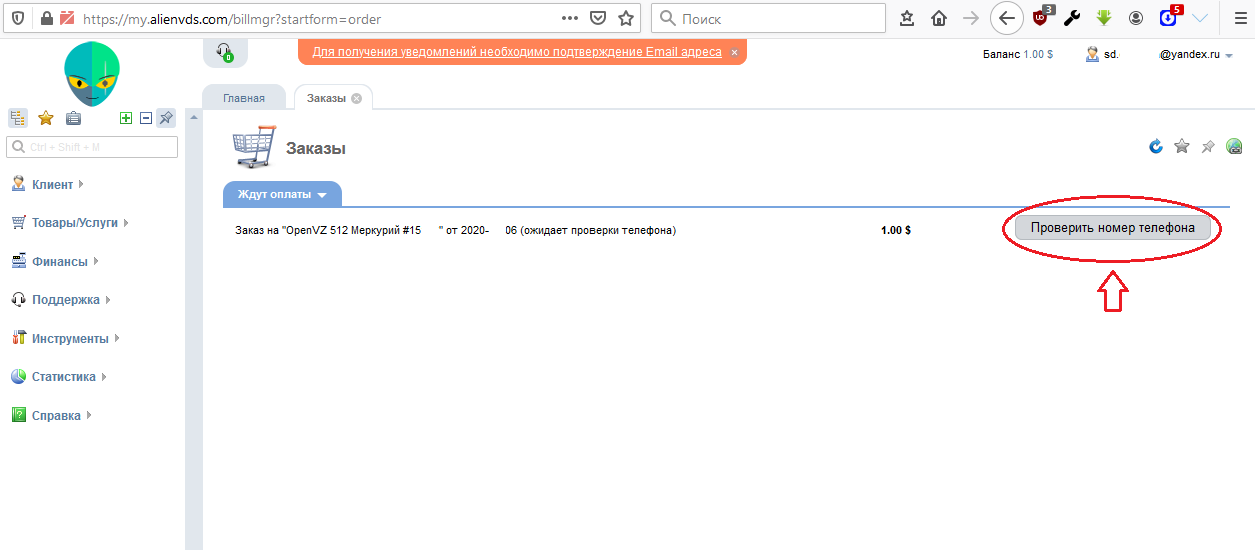 https://my.alienvds.com/billmgr?startform=order
Поиск
3
5
0
Для получения уведомлений необходимо подтверждение Email адреса ×
Баланс 1.00 $
sd. @yandex.ru
Главная
Заказы
Ctrl + Shift + M
Заказы
Клиент
Ждут оплаты
Товары/Услуги
Заказ на "OpenVZ 512 Меркурий #15 " от 2020- 06 (ожидает проверки телефона)
1.00 $
Проверить номер телефона
Финансы
Поддержка
Инструменты
Статистика
Справка